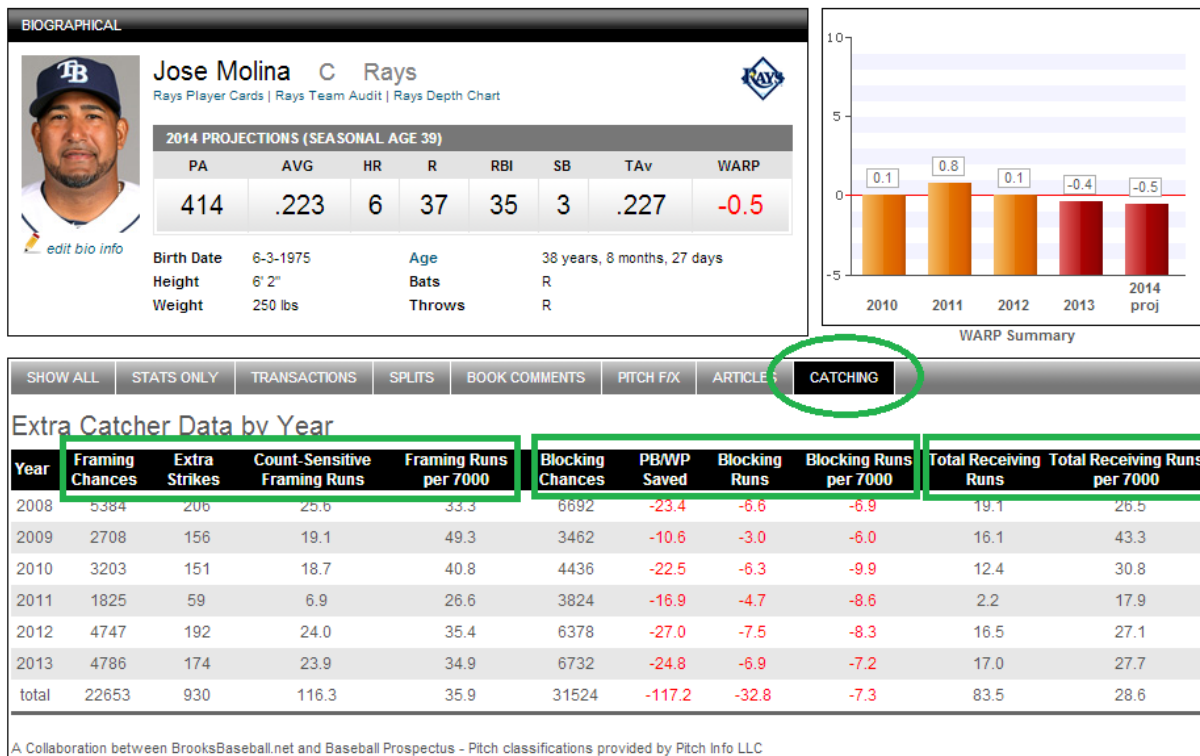 BIOGRAPHICAL
TB
Jose Molina C Rays
Rays Player Cards | Rays Team Audit | Rays Depth Chart
RAYS
2014 PROJECTIONS (SEASONAL AGE 39)
PA AVG HR R RBI SB TAv WARP
414 .223 6 37 35 3 .227 -0.5
edit bio info
Birth Date 6-3-1975 Age 38 years, 8 months, 27 days
Height 6' 2" Bats R
Weight 250 lbs Throws R
10
5
0
-5
0.1 0.8 0.1 -0.4 -0.5
2010 2011 2012 2013 2014 proj
WARP Summary
SHOW ALL STATS ONLY TRANSACTIONS SPLITS BOOK COMMENTS PITCH F/X ARTICLES CATCHING
Extra Catcher Data by Year
Year Framing Chances Extra Strikes Count-Sensitive Framing Runs Framing Runs per 7000 Blocking Chances PB/WP Saved Blocking Runs Blocking Runs per 7000 Total Receiving Runs Total Receiving Runs per 7000
2008 5384 206 25.6 33.3 6692 -23.4 -6.6 -6.9 19.1 26.5
2009 2708 156 19.1 49.3 3462 -10.6 -3.0 -6.0 16.1 43.3
2010 3203 151 18.7 40.8 4436 -22.5 -6.3 -9.9 12.4 30.8
2011 1825 59 6.9 26.6 3824 -16.9 -4.7 -8.6 2.2 17.9
2012 4747 192 24.0 35.4 6378 -27.0 -7.5 -8.3 16.5 27.1
2013 4786 174 23.9 34.9 6732 -24.8 -6.9 -7.2 17.0 27.7
total 22653 930 116.3 35.9 31524 -117.2 -32.8 -7.3 83.5 28.6
A Collaboration between BrooksBaseball.net and Baseball Prospectus - Pitch classifications provided by Pitch Info LLC